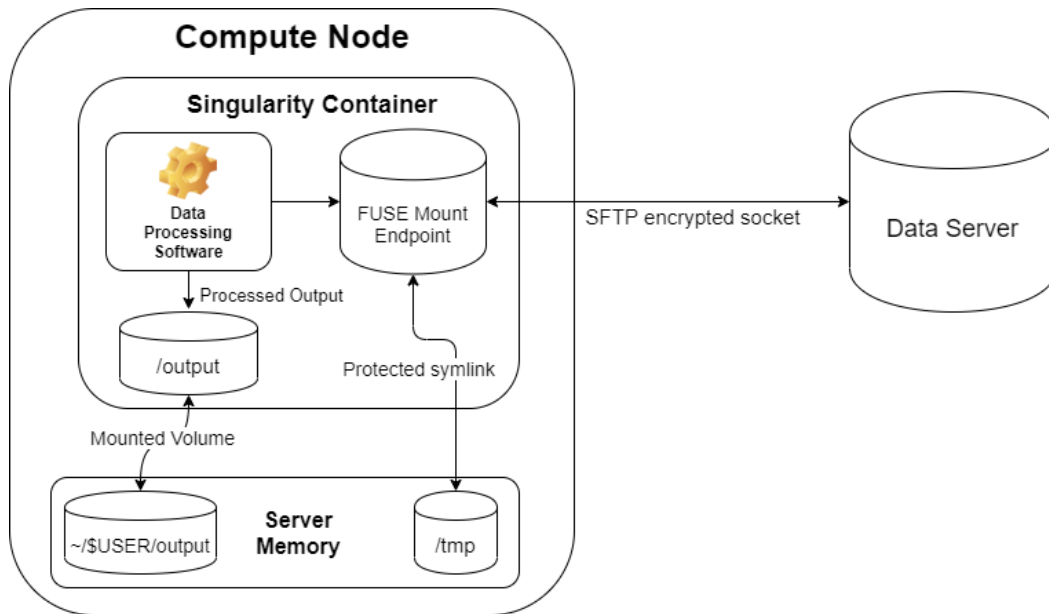 Compute Node
Singularity Container
Data
Processing
Software
FUSE Mount
Endpoint
SFTP encrypted socket
Data Server
Processed Output
/output
Protected symlink
Mounted Volume
~/$USER/output
Server
Memory
/tmp